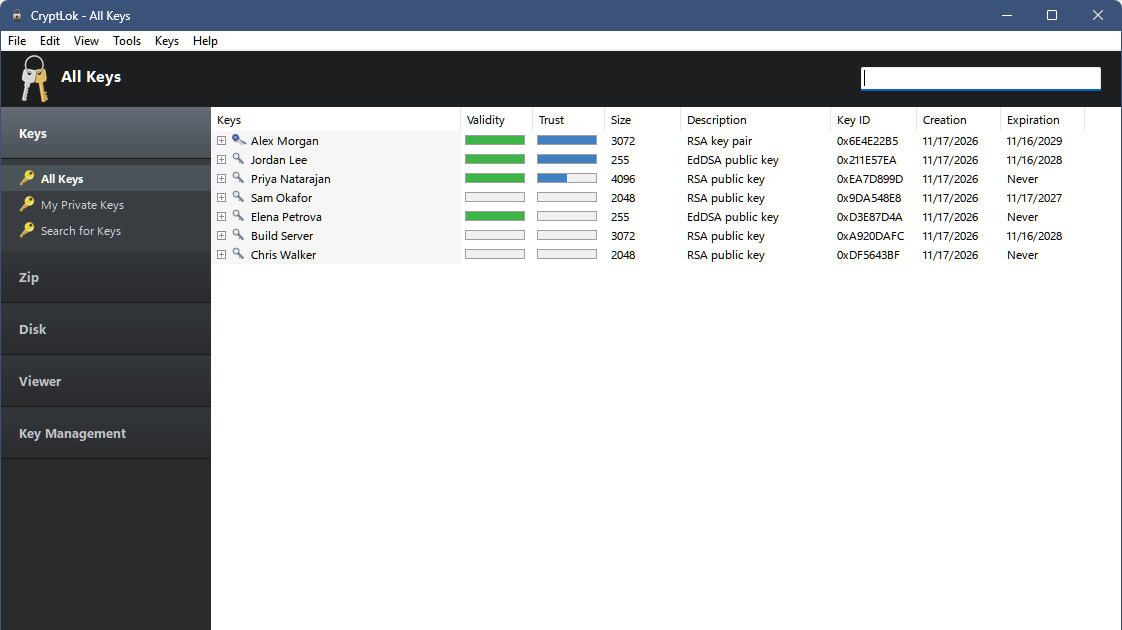 CryptLok - All Keys
File Edit View Tools Keys Help
All Keys
Keys
All Keys
My Private Keys
Search for Keys
Zip
Disk
Viewer
Key Management
Keys Validity Trust Size Description Key ID Creation Expiration
Alex Morgan 3072 RSA key pair 0x6E4E22B5 11/17/2026 11/16/2029
Jordan Lee 255 EdDSA public key 0x211E57EA 11/17/2026 11/16/2028
Priya Natarajan 4096 RSA public key 0xEA7D899D 11/17/2026 Never
Sam Okafor 2048 RSA public key 0x9DA548E8 11/17/2026 11/17/2027
Elena Petrova 255 EdDSA public key 0xD3E87D4A 11/17/2026 Never
Build Server 3072 RSA public key 0xA920DAFC 11/17/2026 11/16/2028
Chris Walker 2048 RSA public key 0xDF5643BF 11/17/2026 Never